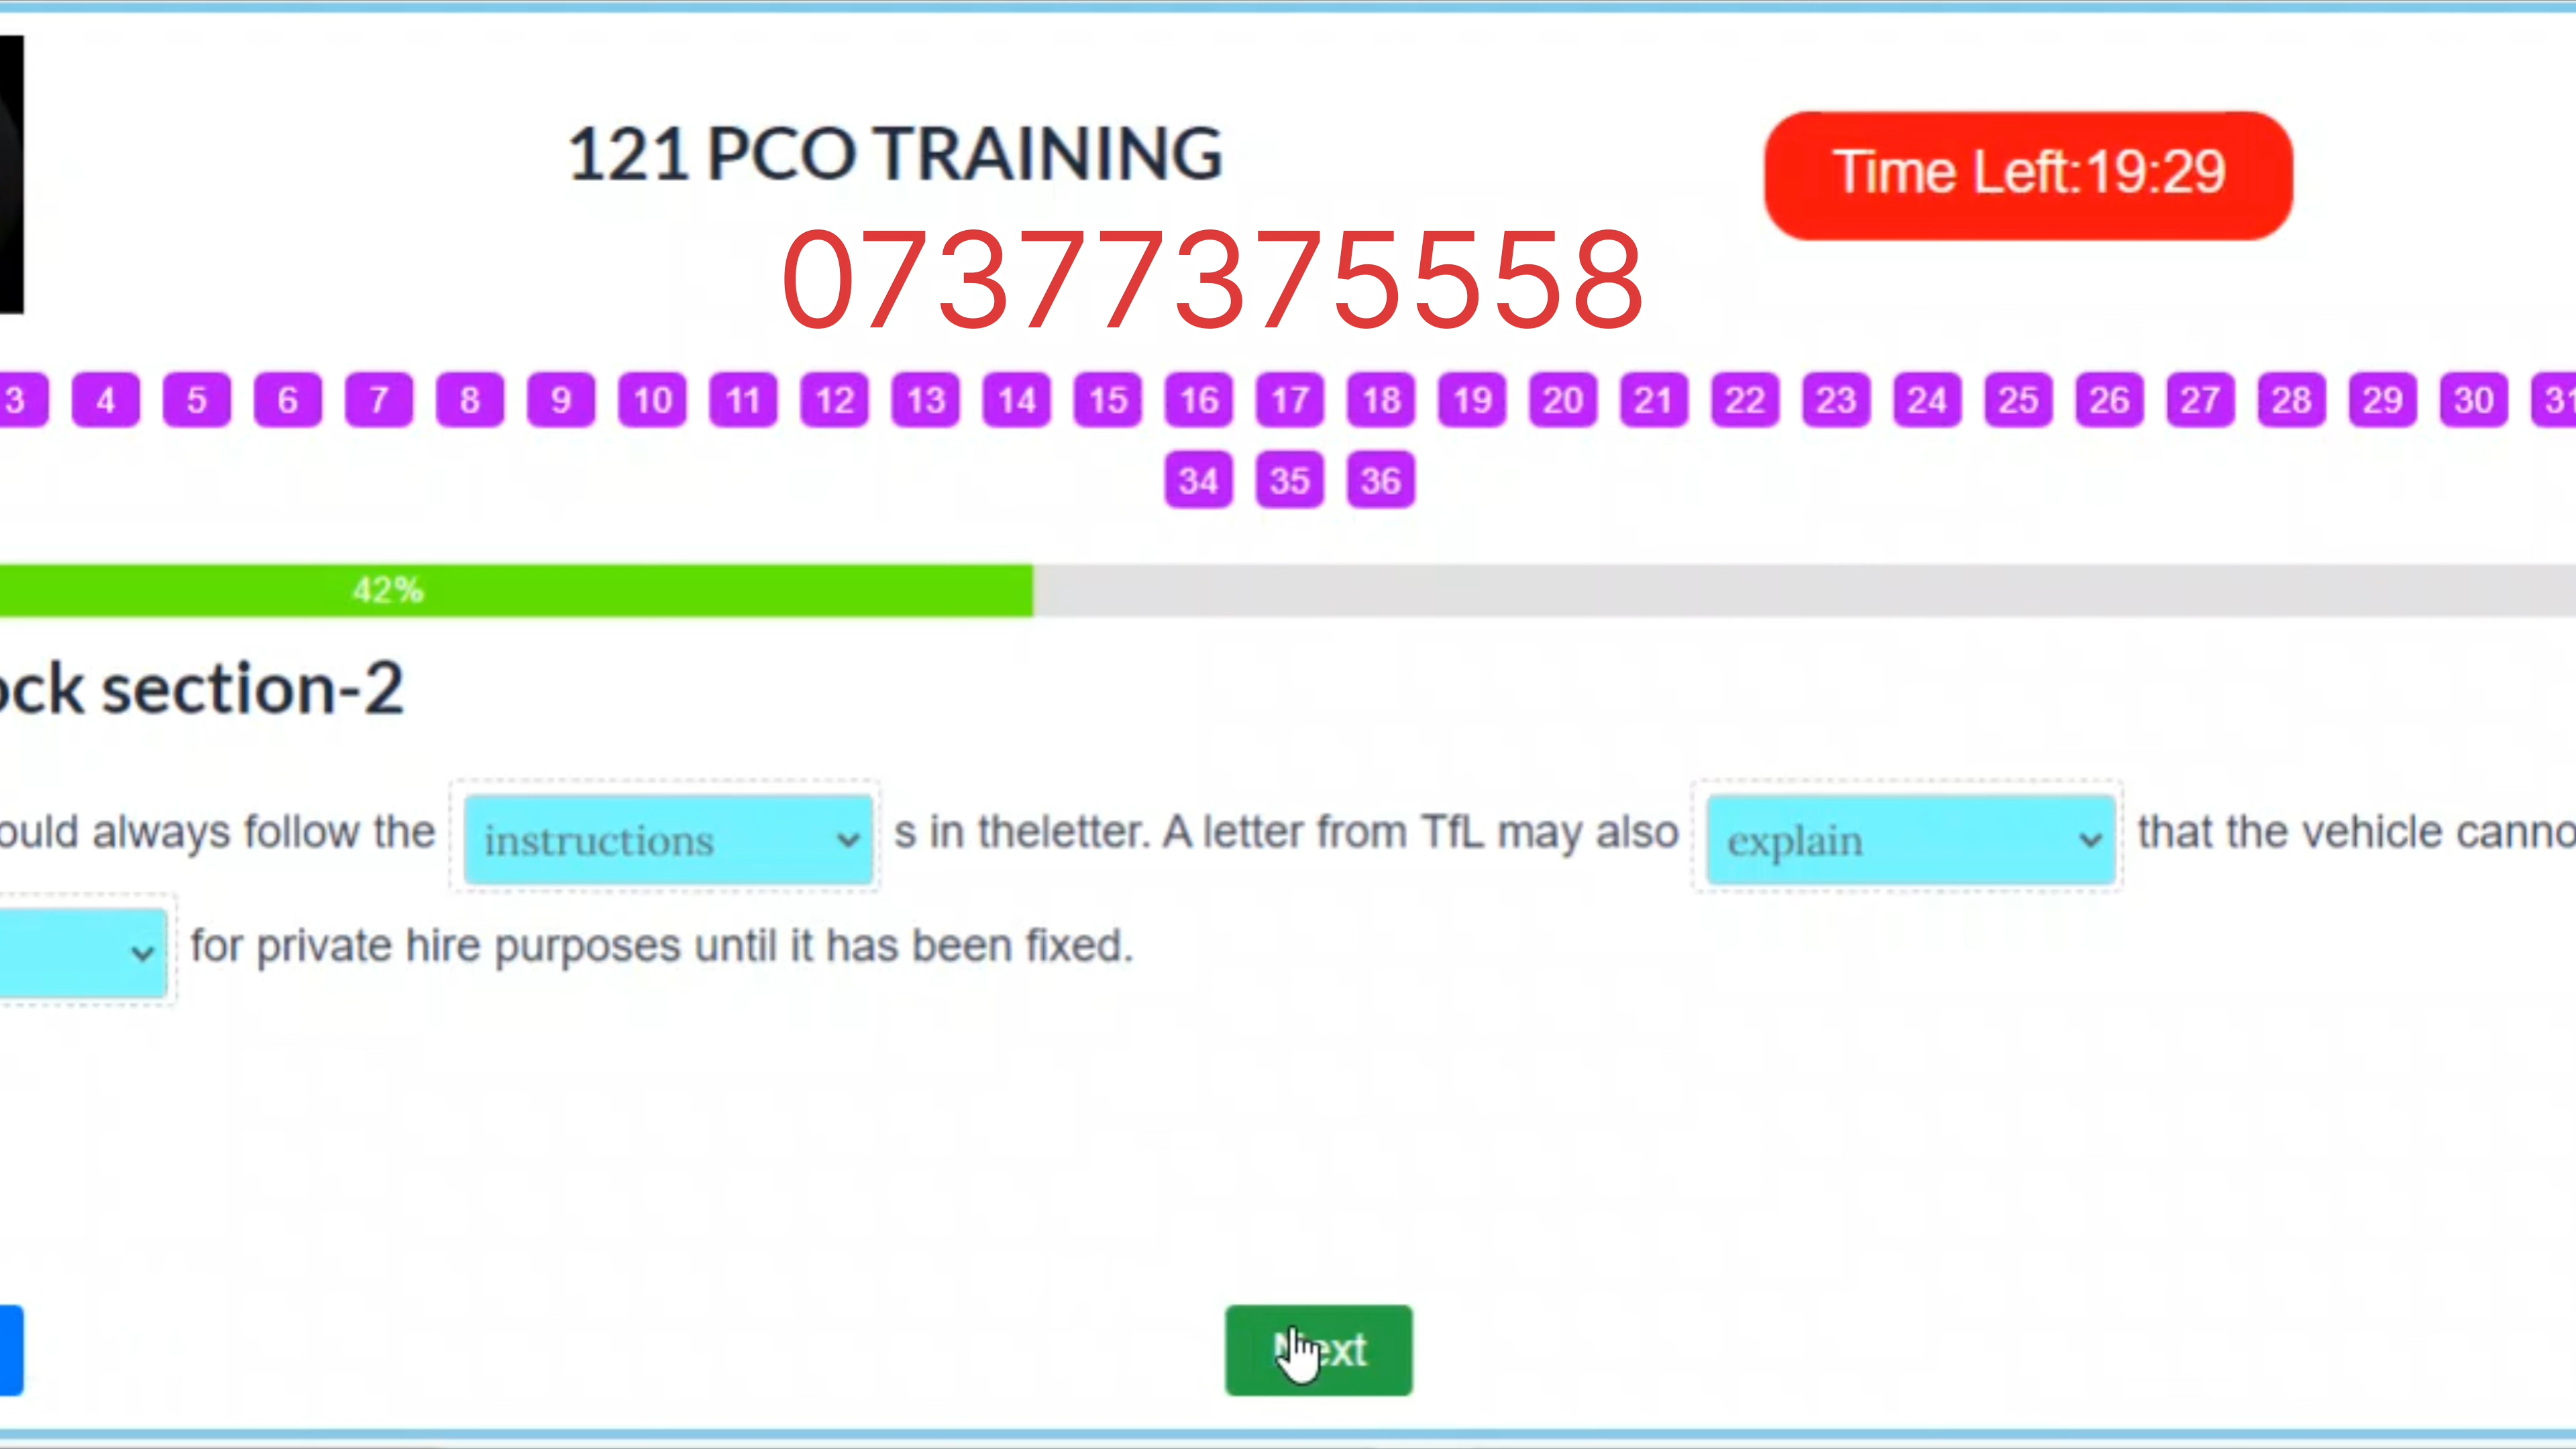 121 PCO TRAINING
Time Left:19:29
07377375558
3 4 5 6 7 8 9 10 11 12 13 14 15 16 17 18 19 20 21 22 23 24 25 26 27 28 29 30 31
34 35 36
42%
ock section-2
ould always follow the instructions s in theletter. A letter from TfL may also explain that the vehicle canno
for private hire purposes until it has been fixed.
Next